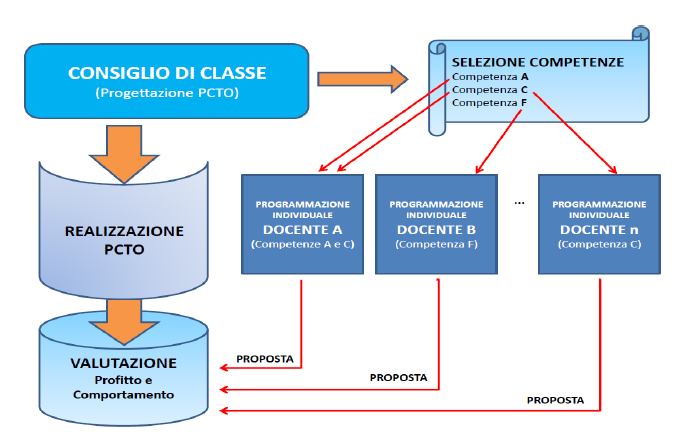 CONSIGLIO DI CLASSE
(Progettazione PCTO)
SELEZIONE COMPETENZE
Competenza A
Competenza C
Competenza F
REALIZZAZIONE
PCTO
PROGRAMMAZIONE
INDIVIDUALE
DOCENTE A
(Competenze A e C)
PROGRAMMAZIONE
INDIVIDUALE
DOCENTE B
(Competenza F)
...
PROGRAMMAZIONE
INDIVIDUALE
DOCENTE n
(Competenza C)
VALUTAZIONE
Profitto e
Comportamento
PROPOSTA
PROPOSTA
PROPOSTA